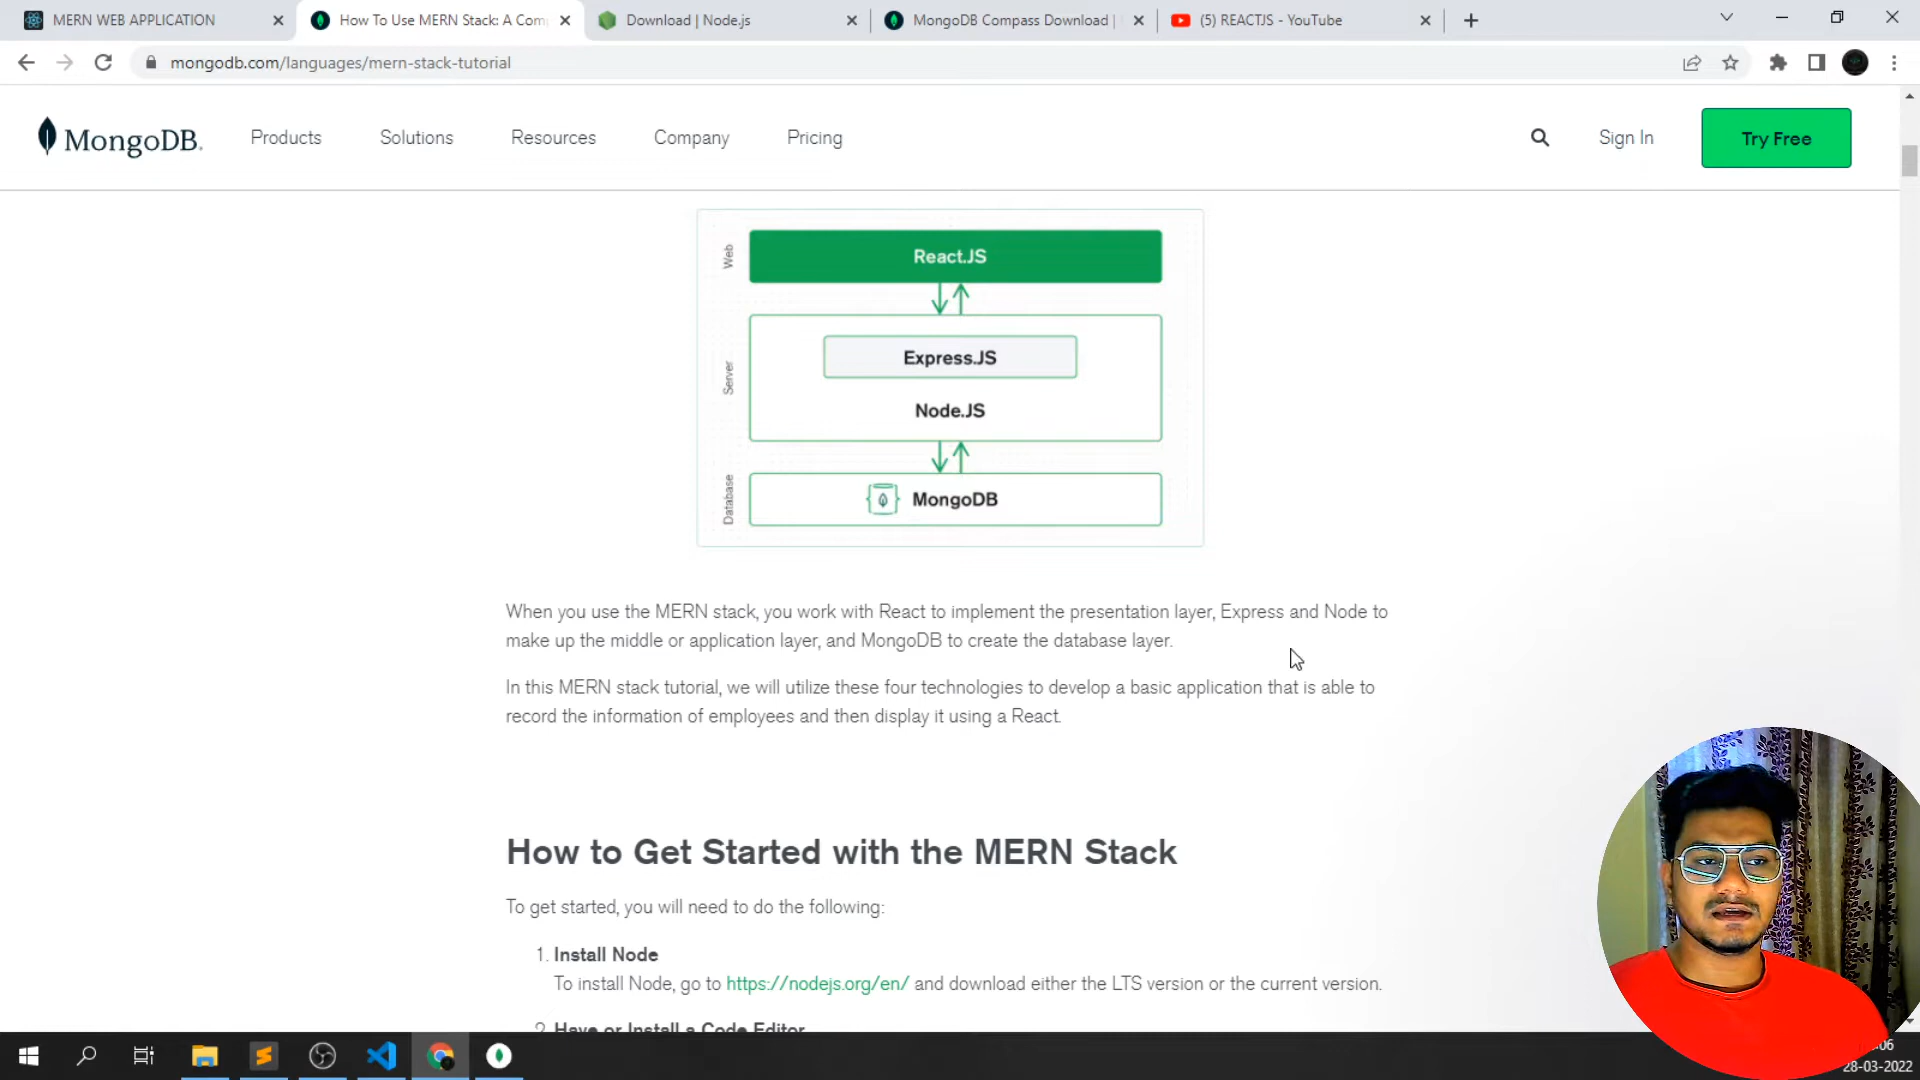 MERN WEB APPLICATION
How To Use MERN Stack: A Com
Download | Node.js
MongoDB Compass Download |
(5) REACTJS - YouTube
mongodb.com/languages/mern-stack-tutorial
MongoDB.
Products
Solutions
Resources
Company
Pricing
Sign In
Try Free
Web
React.JS
Server
Express.JS
Node.JS
Database
MongoDB
When you use the MERN stack, you work with React to implement the presentation layer, Express and Node to
make up the middle or application layer, and MongoDB to create the database layer.
In this MERN stack tutorial, we will utilize these four technologies to develop a basic application that is able to
record the information of employees and then display it using a React.
How to Get Started with the MERN Stack
To get started, you will need to do the following:
1. Install Node
To install Node, go to https://nodejs.org/en/ and download either the LTS version or the current version.
2. Have or Install a Code Editor
:06
28-03-2022